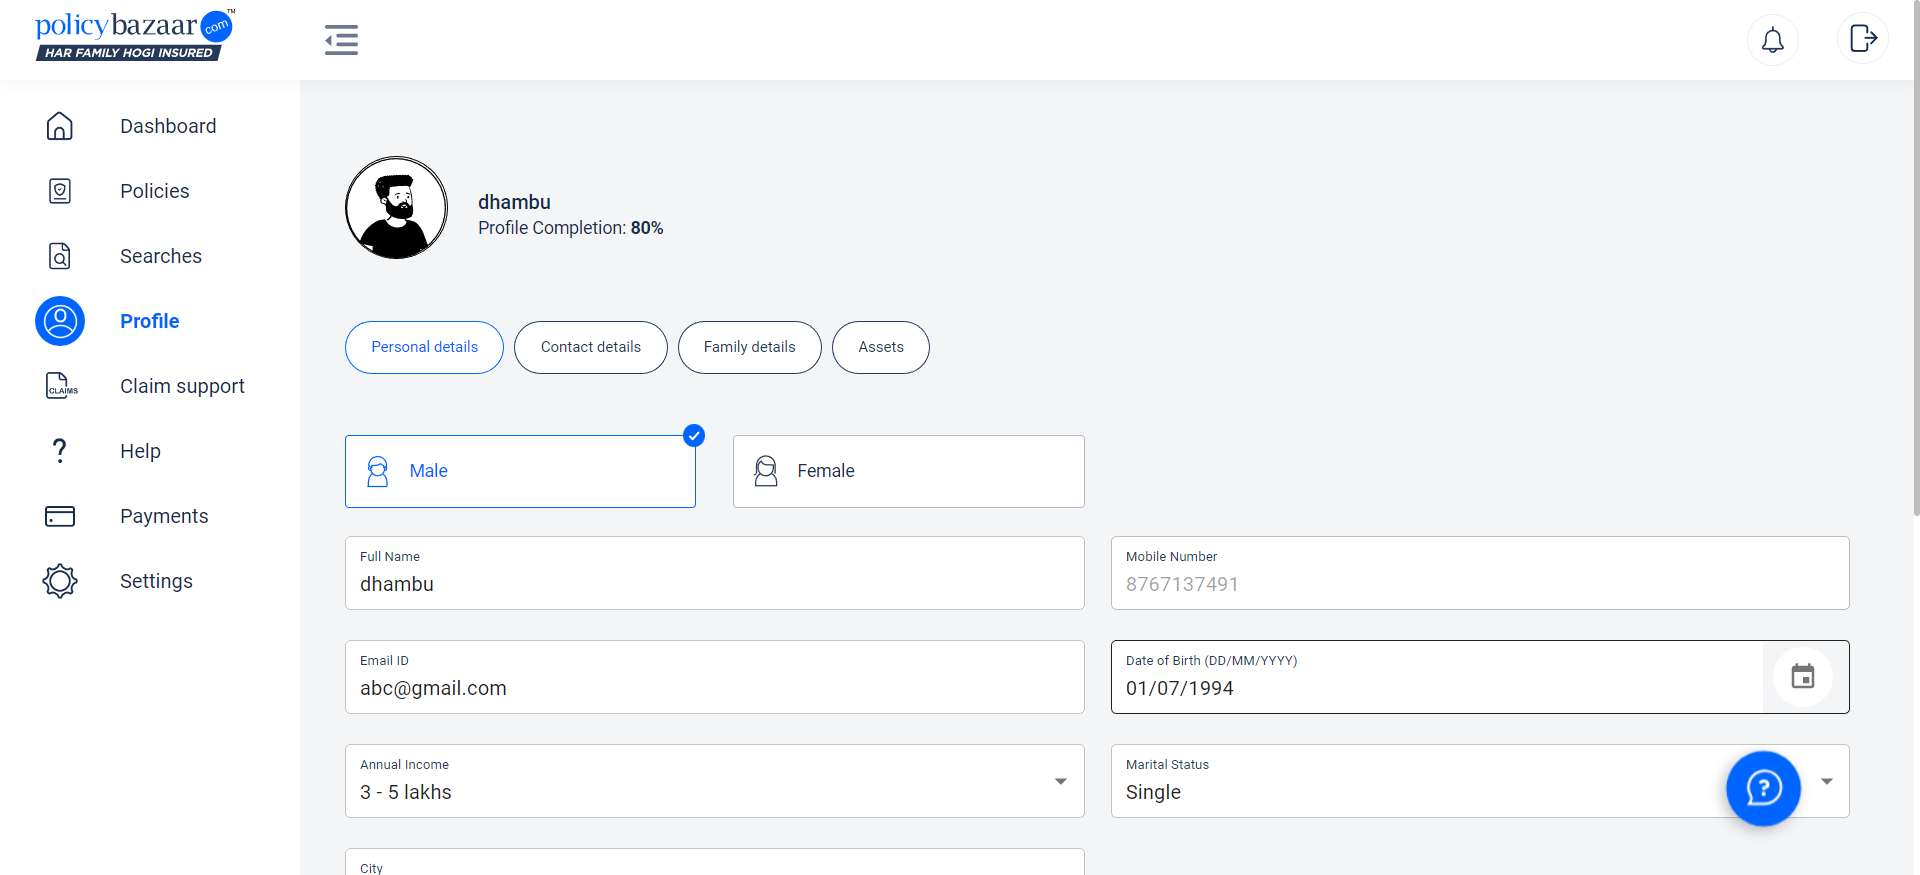 policybazaar com TM
HAR FAMILY HOGI INSURED
Dashboard
Policies
Searches
Profile
CLAIMS
Claim support
Help
Payments
Settings
dhambu
Profile Completion: 80%
Personal details
Contact details
Family details
Assets
Male
Female
Full Name
dhambu
Mobile Number
8767137491
Email ID
abc@gmail.com
Date of Birth (DD/MM/YYYY)
01/07/1994
Annual Income
3 - 5 lakhs
Marital Status
Single
City